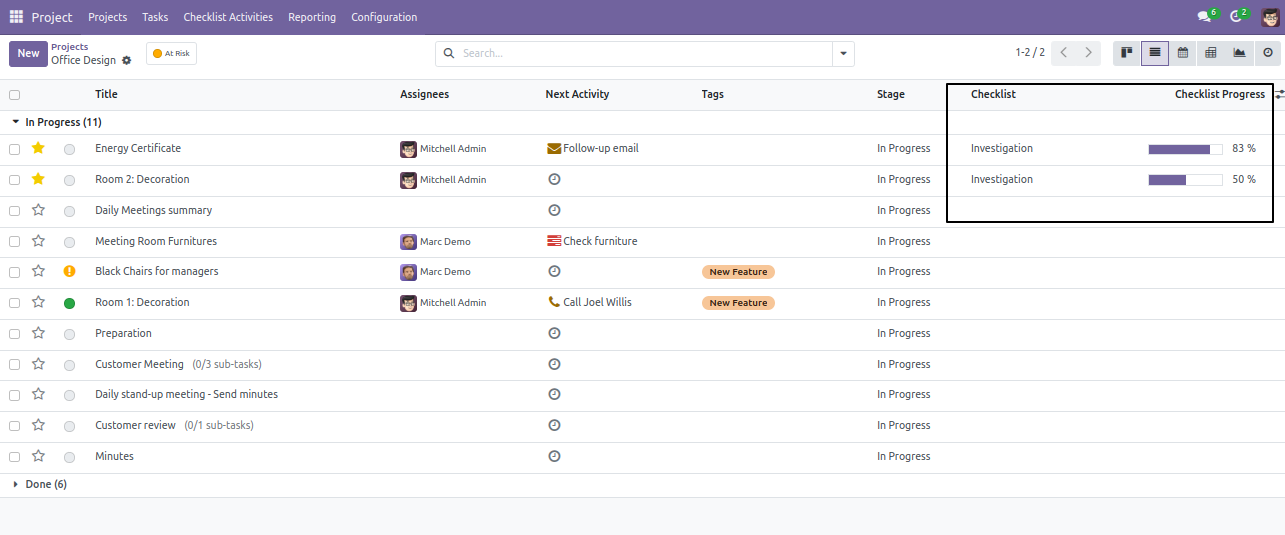 Project Projects Tasks Checklist Activities Reporting Configuration 6 2
New Projects
Office Design At Risk Search... 1-2 / 2
Title Assignees Next Activity Tags Stage Checklist Checklist Progress
In Progress (11)
Energy Certificate Mitchell Admin Follow-up email In Progress Investigation 83 %
Room 2: Decoration Mitchell Admin In Progress Investigation 50 %
Daily Meetings summary In Progress
Meeting Room Furnitures Marc Demo Check furniture In Progress
Black Chairs for managers Marc Demo New Feature In Progress
Room 1: Decoration Mitchell Admin Call Joel Willis New Feature In Progress
Preparation In Progress
Customer Meeting (0/3 sub-tasks) In Progress
Daily stand-up meeting - Send minutes In Progress
Customer review (0/1 sub-tasks) In Progress
Minutes In Progress
Done (6)